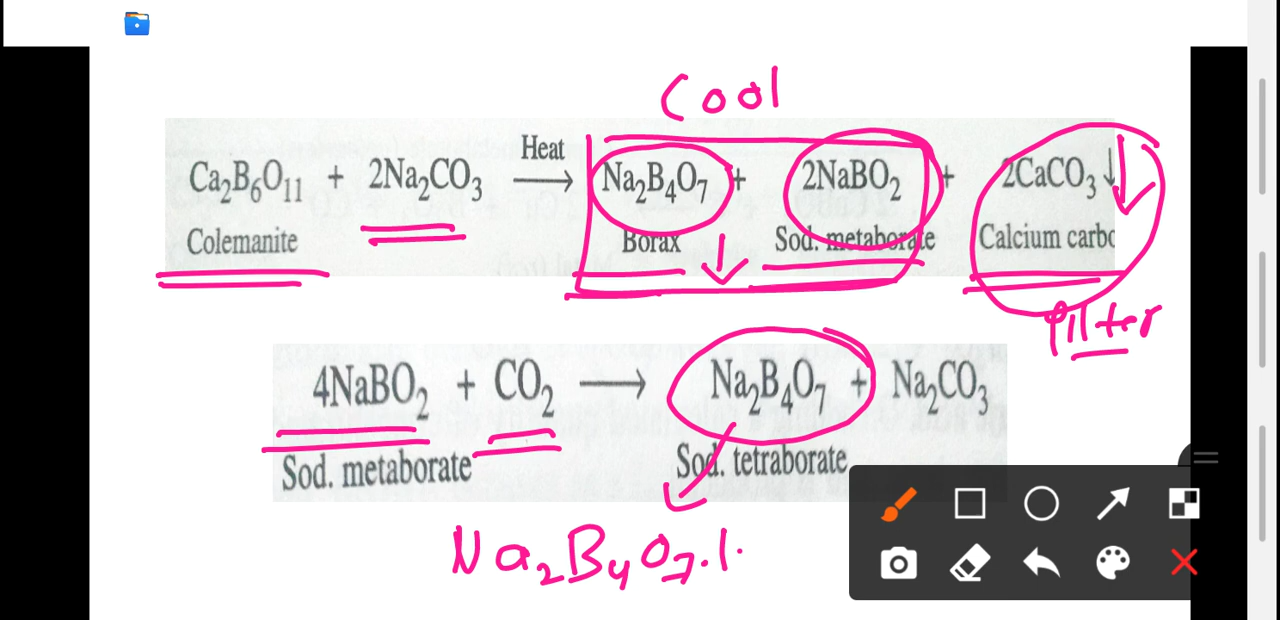 Cool
Ca₂B₆O₁₁ + 2Na₂CO₃ Heat → Na₂B₄O₇ + 2NaBO₂ + 2CaCO₃↓
Colemanite Borax Sod. metaborate Calcium carbo
filter
4NaBO₂ + CO₂ → Na₂B₄O₇ + Na₂CO₃
Sod. metaborate Sod. tetraborate
Na₂B₄O₇.1.